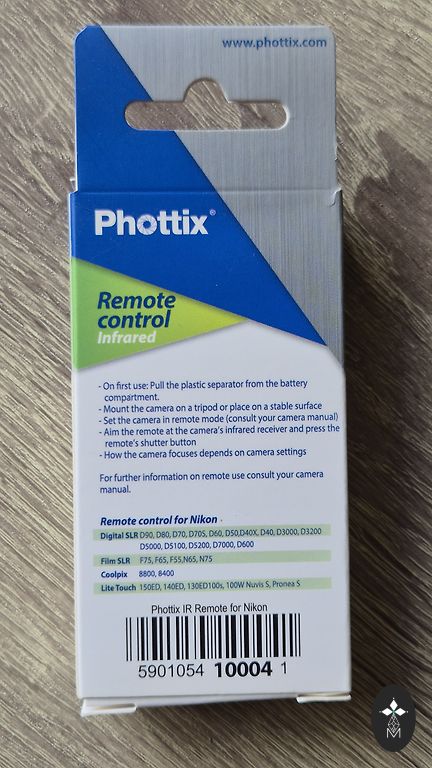 www.phottix.com
Phottix®
Remote
control
Infrared
- On first use: Pull the plastic separator from the battery
compartment.
- Mount the camera on a tripod or place on a stable surface
- Set the camera in remote mode (consult your camera manual)
- Aim the remote at the camera's infrared receiver and press the
remote's shutter button
- How the camera focuses depends on camera settings
For further information on remote use consult your camera
manual.
Remote control for Nikon
Digital SLR D90, D80, D70, D70S, D60, D50,D40X, D40, D3000, D3200
D5000, D5100, D5200, D7000, D600
Film SLR F75, F65, F55,N65, N75
Coolpix 8800, 8400
Lite Touch 150ED, 140ED, 130ED100s, 100W Nuvis S, Pronea S
Phottix IR Remote for Nikon
5901054 10004 1
M